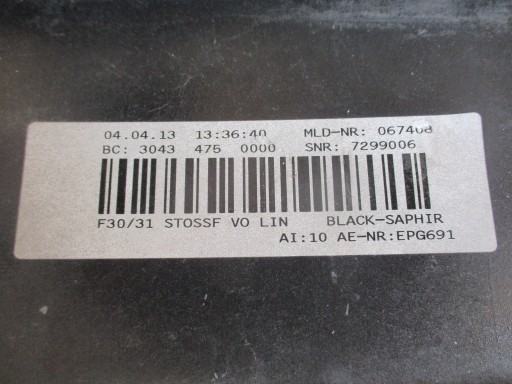 04.04.13 13:36:40 MLD-NR: 067408
BC: 3043 475 0000 SNR: 7299006
F30/31 STOSSF VO LIN BLACK-SAPHIR
AI:10 AE-NR:EPG691